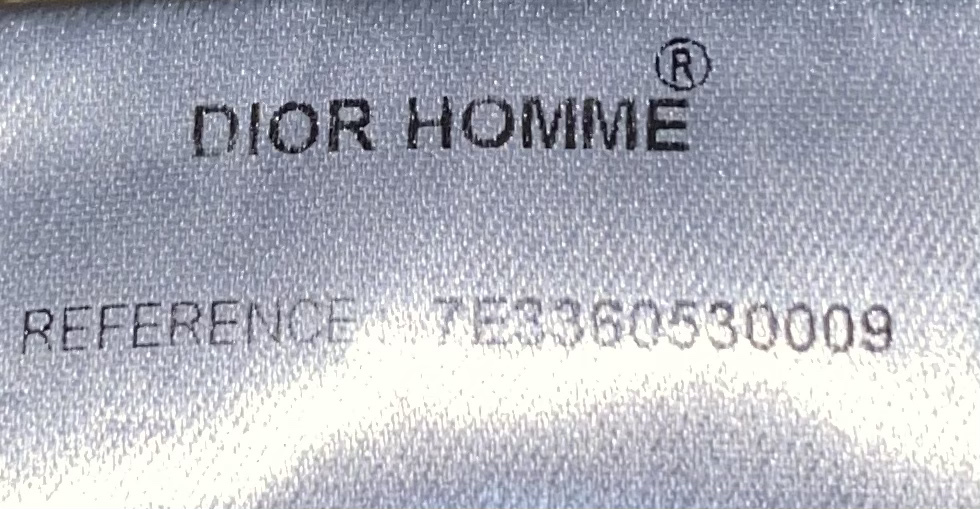 DIOR HOMME®
REFERENCE : 7E3360530009